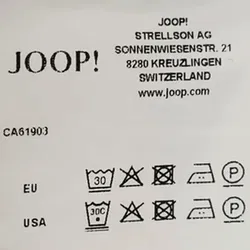 JOOP!
JOOP!
STRELLSON AG
SONNENWIESENSTR. 21
8280 KREUZLINGEN
SWITZERLAND
www.joop.com
CA61903
EU
30
P
USA
30C
P